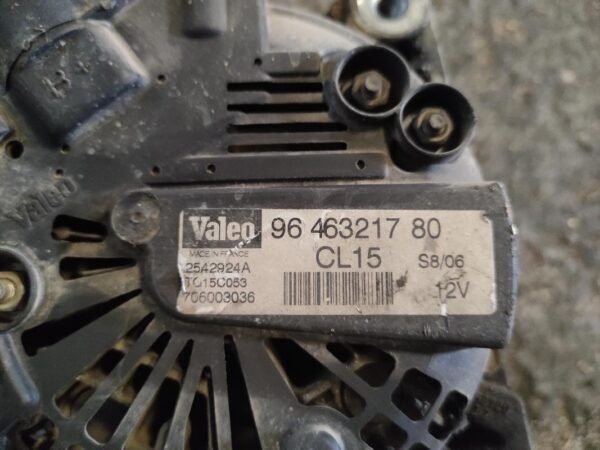 B+
Valeo
Valeo 96 463217 80
MADE IN FRANCE CL15 S8/06
2542924A
TG15C053 12V
706003036